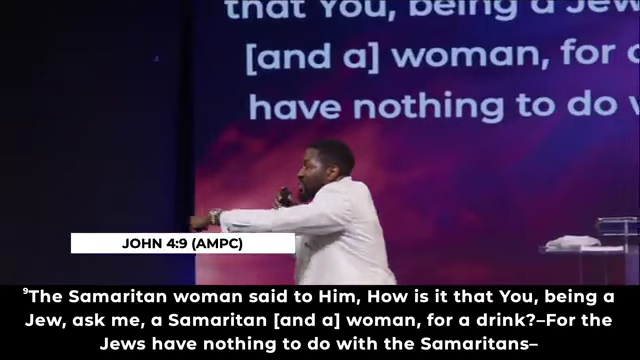 that You, being a Jew
[and a] woman, for
have nothing to do
JOHN 4:9 (AMPC)
⁹The Samaritan woman said to Him, How is it that You, being a
Jew, ask me, a Samaritan [and a] woman, for a drink?–For the
Jews have nothing to do with the Samaritans–